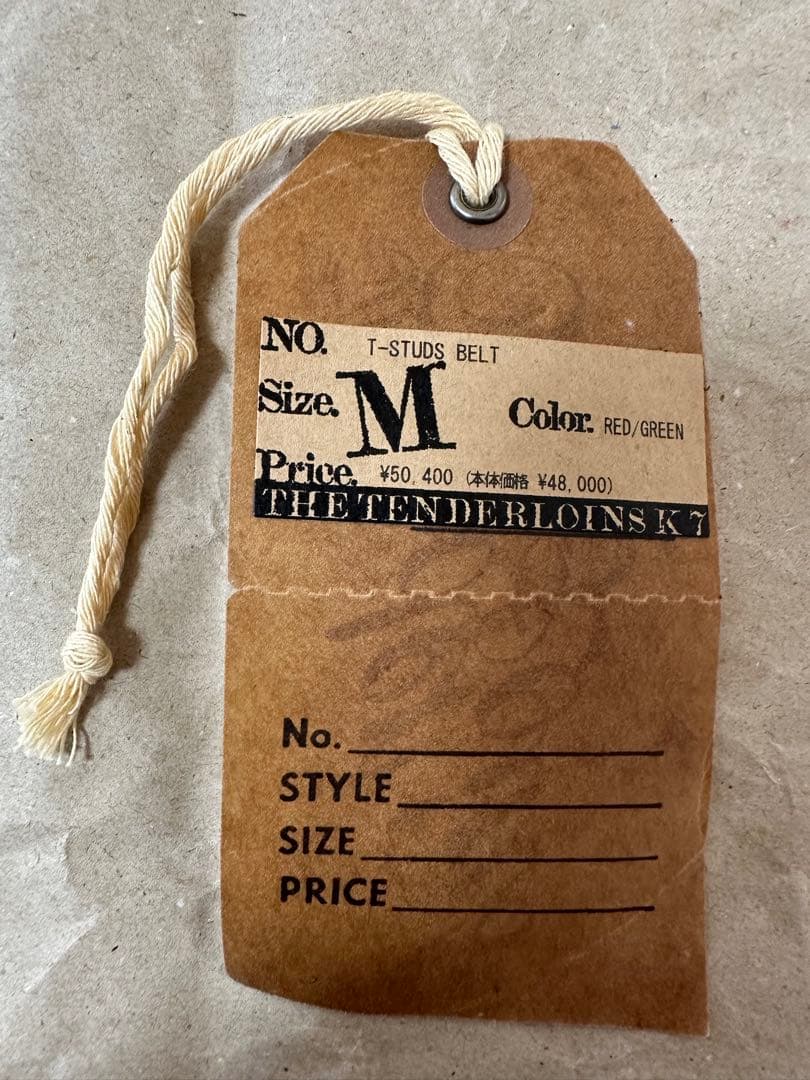 NO. T-STUDS BELT
Size. M Color. RED/GREEN
Price. ¥50,400 (本体価格 ¥48,000)
THE TENDERLOINS K 7
No.
STYLE
SIZE
PRICE